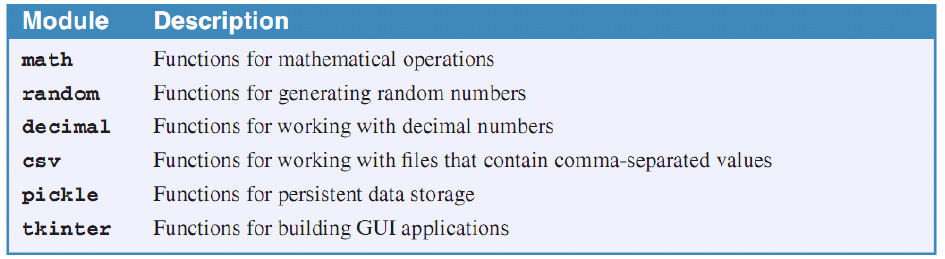 Module Description
math Functions for mathematical operations
random Functions for generating random numbers
decimal Functions for working with decimal numbers
csv Functions for working with files that contain comma-separated values
pickle Functions for persistent data storage
tkinter Functions for building GUI applications